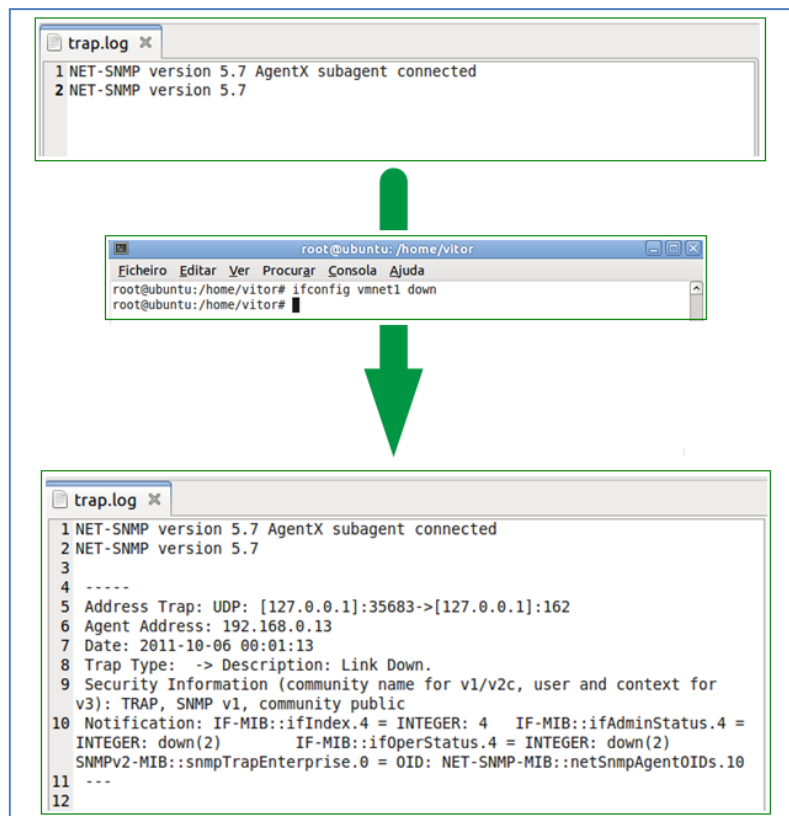 trap.log
1 NET-SNMP version 5.7 AgentX subagent connected
2 NET-SNMP version 5.7
root@ubuntu: /home/vitor
Ficheiro Editar Ver Procurar Consola Ajuda
root@ubuntu:/home/vitor# ifconfig vmnet1 down
root@ubuntu:/home/vitor#
trap.log
1 NET-SNMP version 5.7 AgentX subagent connected
2 NET-SNMP version 5.7
3
4 -----
5 Address Trap: UDP: [127.0.0.1]:35683->[127.0.0.1]:162
6 Agent Address: 192.168.0.13
7 Date: 2011-10-06 00:01:13
8 Trap Type:  -> Description: Link Down.
9 Security Information (community name for v1/v2c, user and context for
v3): TRAP, SNMP v1, community public
10 Notification: IF-MIB::ifIndex.4 = INTEGER: 4   IF-MIB::ifAdminStatus.4 =
INTEGER: down(2)        IF-MIB::ifOperStatus.4 = INTEGER: down(2)
SNMPv2-MIB::snmpTrapEnterprise.0 = OID: NET-SNMP-MIB::netSnmpAgentOIDs.10
11 ---
12